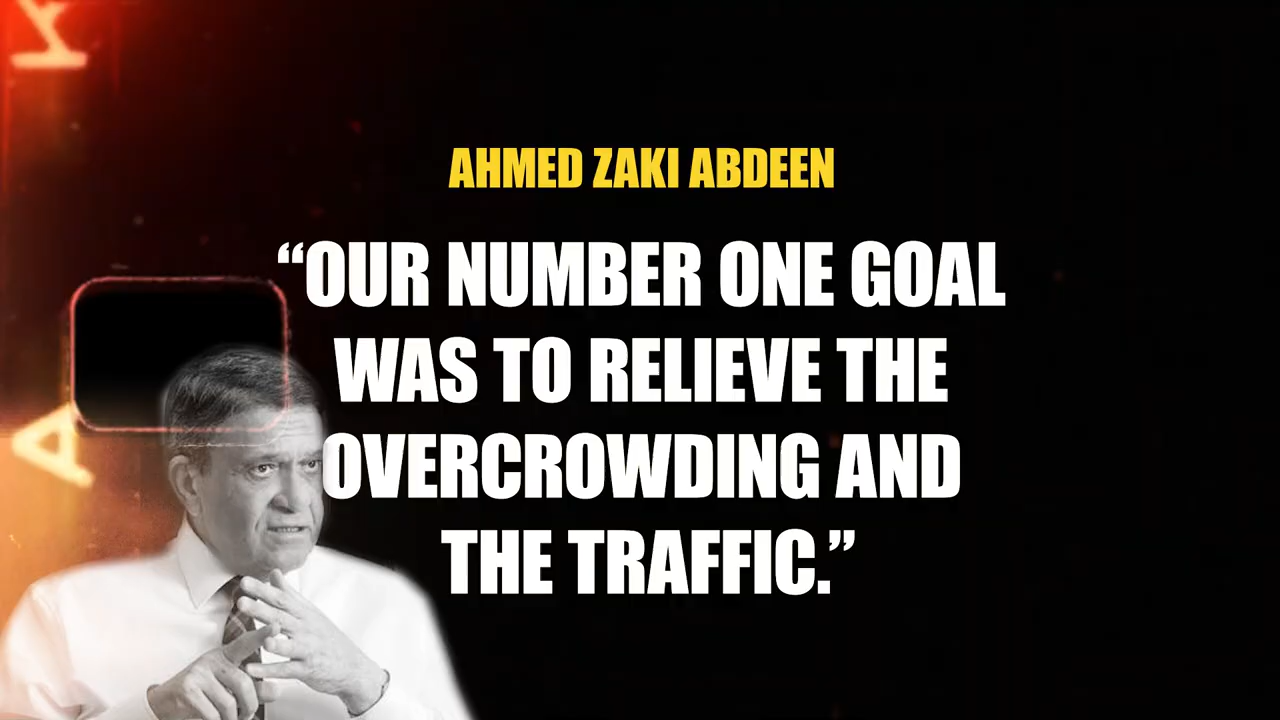 AHMED ZAKI ABDEEN
“OUR NUMBER ONE GOAL
WAS TO RELIEVE THE
OVERCROWDING AND
THE TRAFFIC.”